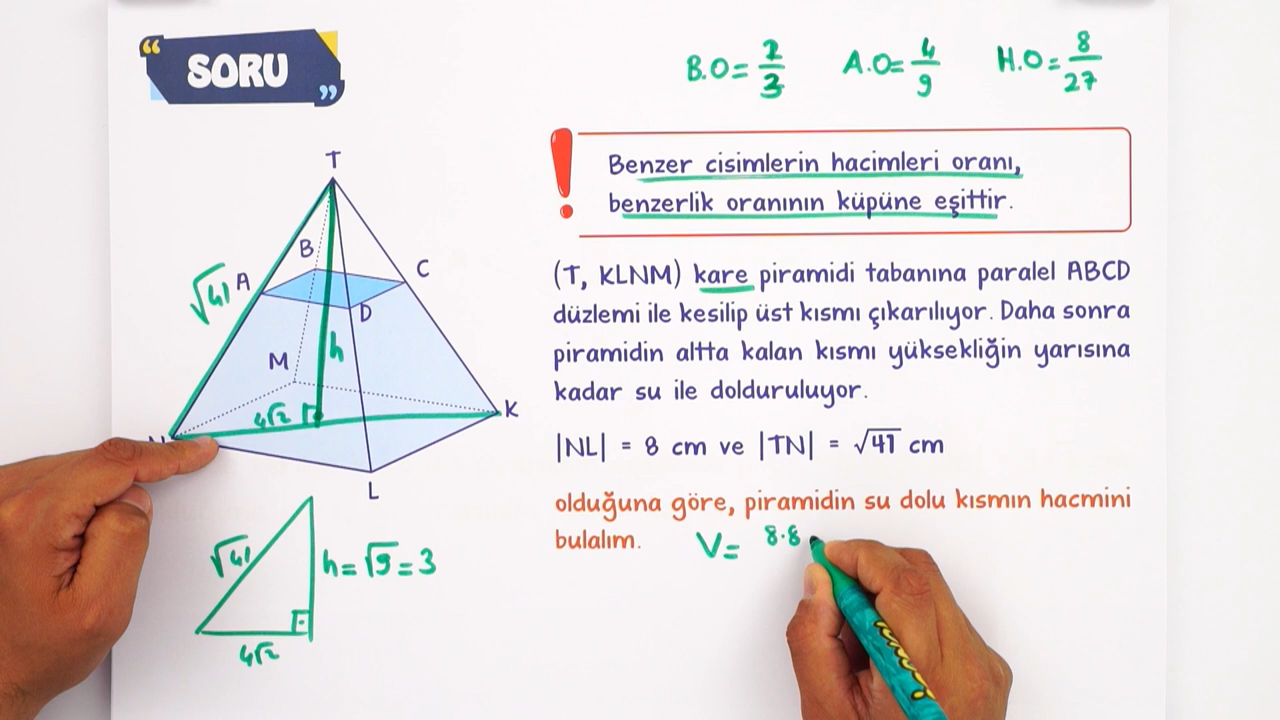 “ SORU ”
B.O = 2/3 A.O = 4/9 H.O = 8/27
! Benzer cisimlerin hacimleri oranı,
benzerlik oranının küpüne eşittir.
T
B
√41 A C
D
h
M
4√2 K
L
(T, KLNM) kare piramidi tabanına paralel ABCD
düzlemi ile kesilip üst kısmı çıkarılıyor. Daha sonra
piramidin altta kalan kısmı yüksekliğin yarısına
kadar su ile dolduruluyor.
|NL| = 8 cm ve |TN| = √41 cm
olduğuna göre, piramidin su dolu kısmın hacmini
bulalım. V = 8.8
√41 h = √9 = 3
4√2